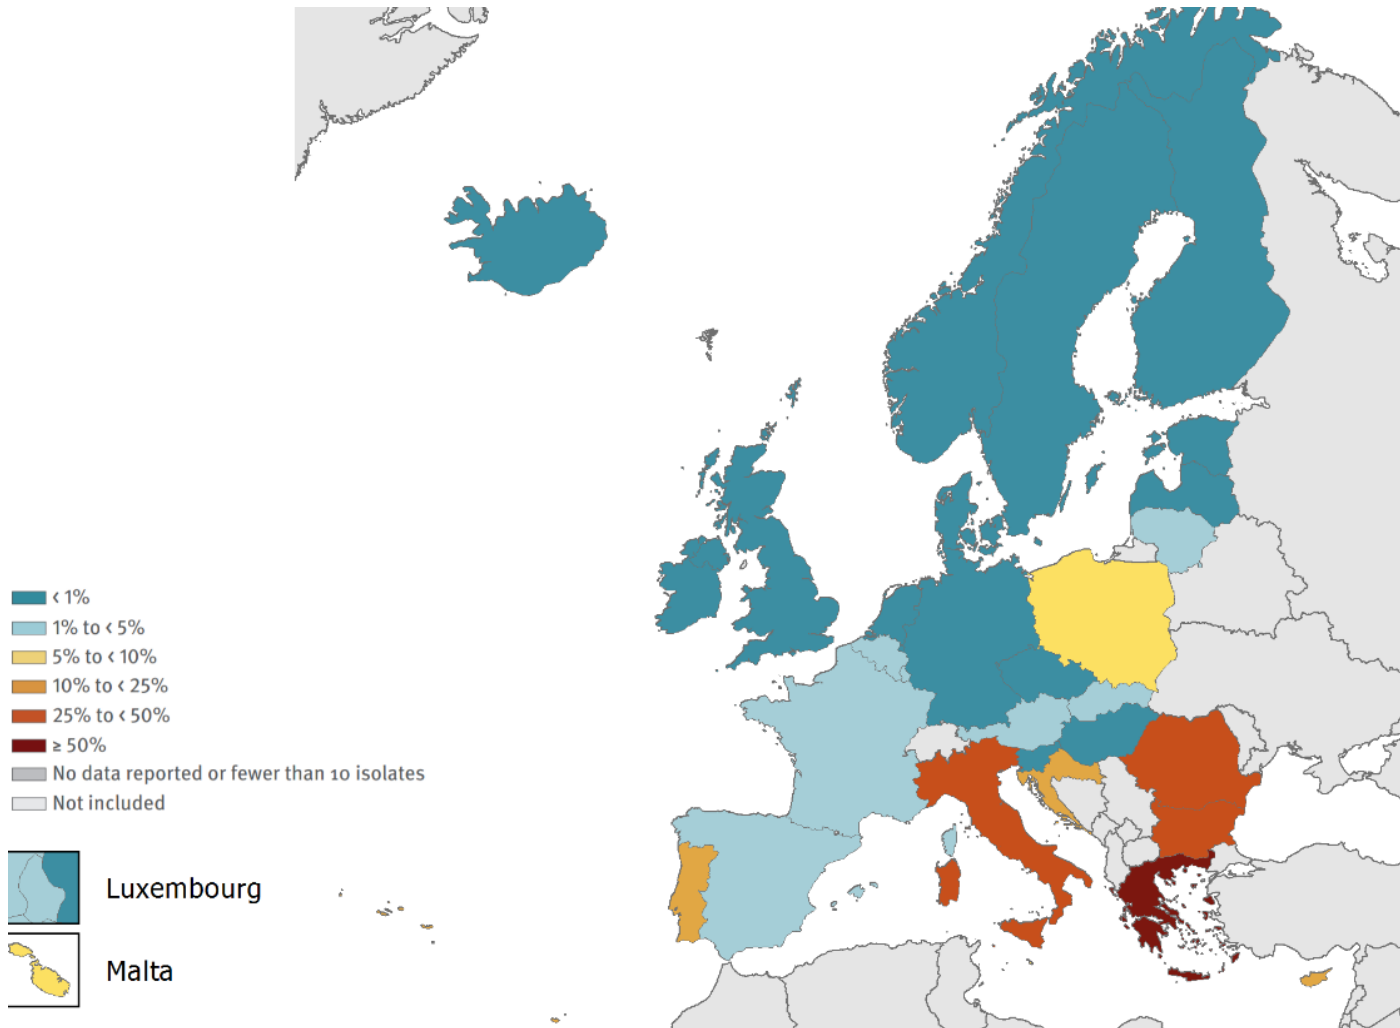 < 1%
1% to < 5%
5% to < 10%
10% to < 25%
25% to < 50%
≥ 50%
No data reported or fewer than 10 isolates
Not included
Luxembourg
Malta